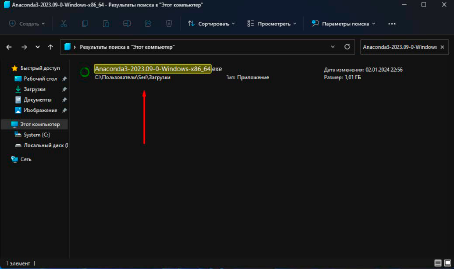 Anaconda3-2023.09-0-Windows-x86_64 - Результаты поиска в "Этот компьютер"
Создать
Сортировать
Просмотреть
Параметры поиска
Результаты поиска в "Этот компьютер"
Anaconda3-2023.09-0-Windows
Быстрый доступ
Рабочий стол
Загрузки
Документы
Изображения
Этот компьютер
System (C:)
Локальный диск (
Сеть
Anaconda3-2023.09-0-Windows-x86_64.exe
Тип: Приложение
Дата изменения: 02.01.2024 22:56
Размер: 1,01 ГБ
1 элемент